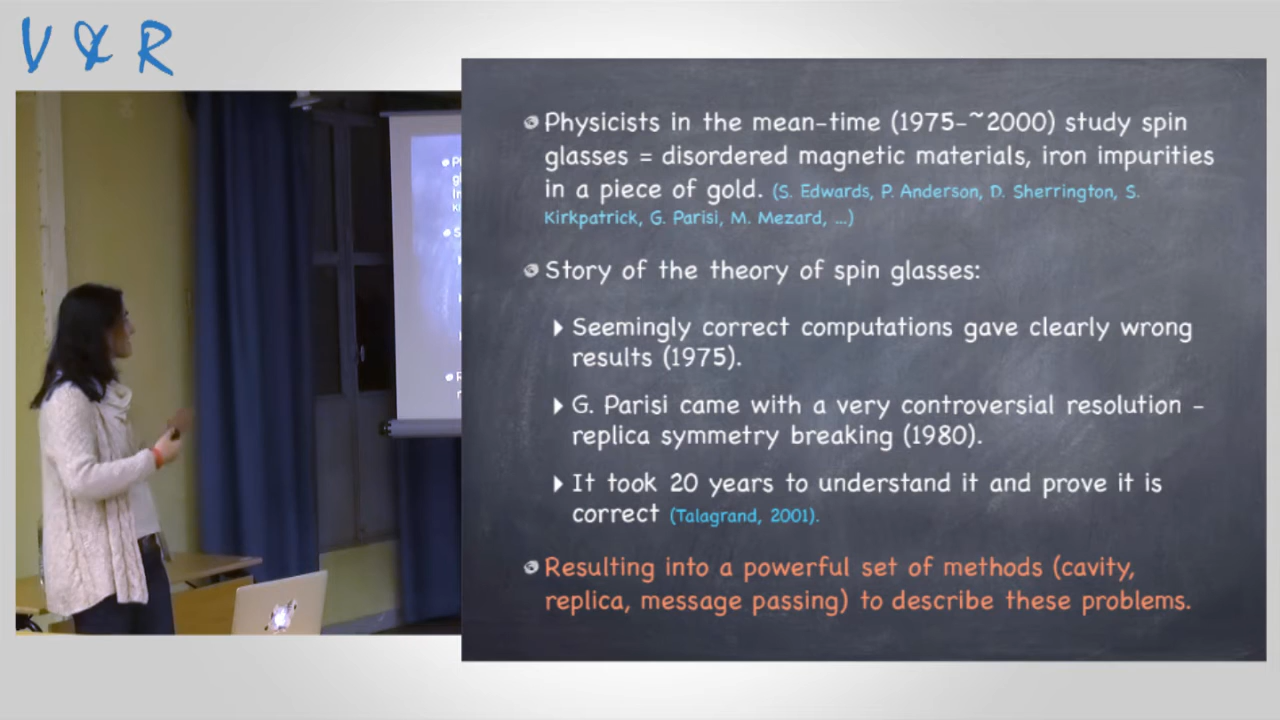 V & R
Physicists in the mean-time (1975-~2000) study spin
glasses = disordered magnetic materials, iron impurities
in a piece of gold. (S. Edwards, P. Anderson, D. Sherrington, S.
Kirkpatrick, G. Parisi, M. Mezard, ...)
Story of the theory of spin glasses:
Seemingly correct computations gave clearly wrong
results (1975).
G. Parisi came with a very controversial resolution -
replica symmetry breaking (1980).
It took 20 years to understand it and prove it is
correct (Talagrand, 2001).
Resulting into a powerful set of methods (cavity,
replica, message passing) to describe these problems.